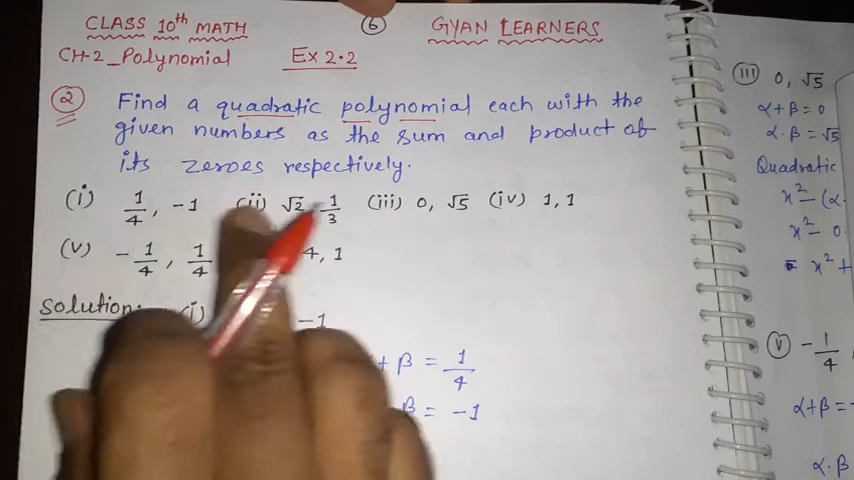 CLASS 10th MATH
6
GYAN LEARNERS
CH-2_Polynomial
Ex 2.2
2 Find a quadratic polynomial each with the
given numbers as the sum and product of
its zeroes respectively.
(i) 1/4, -1 (ii) √2 1/3 (iii) 0, √5 (iv) 1, 1
(v) -1/4, 1/4 4, 1
Solution: (i) -1
+ β = 1/4
β = -1
III 0, √5
α+β = 0
α.β = √5
Quadratic
x² - (α
x² - 0.
x² +
V -1/4,
α+β = -
α.β